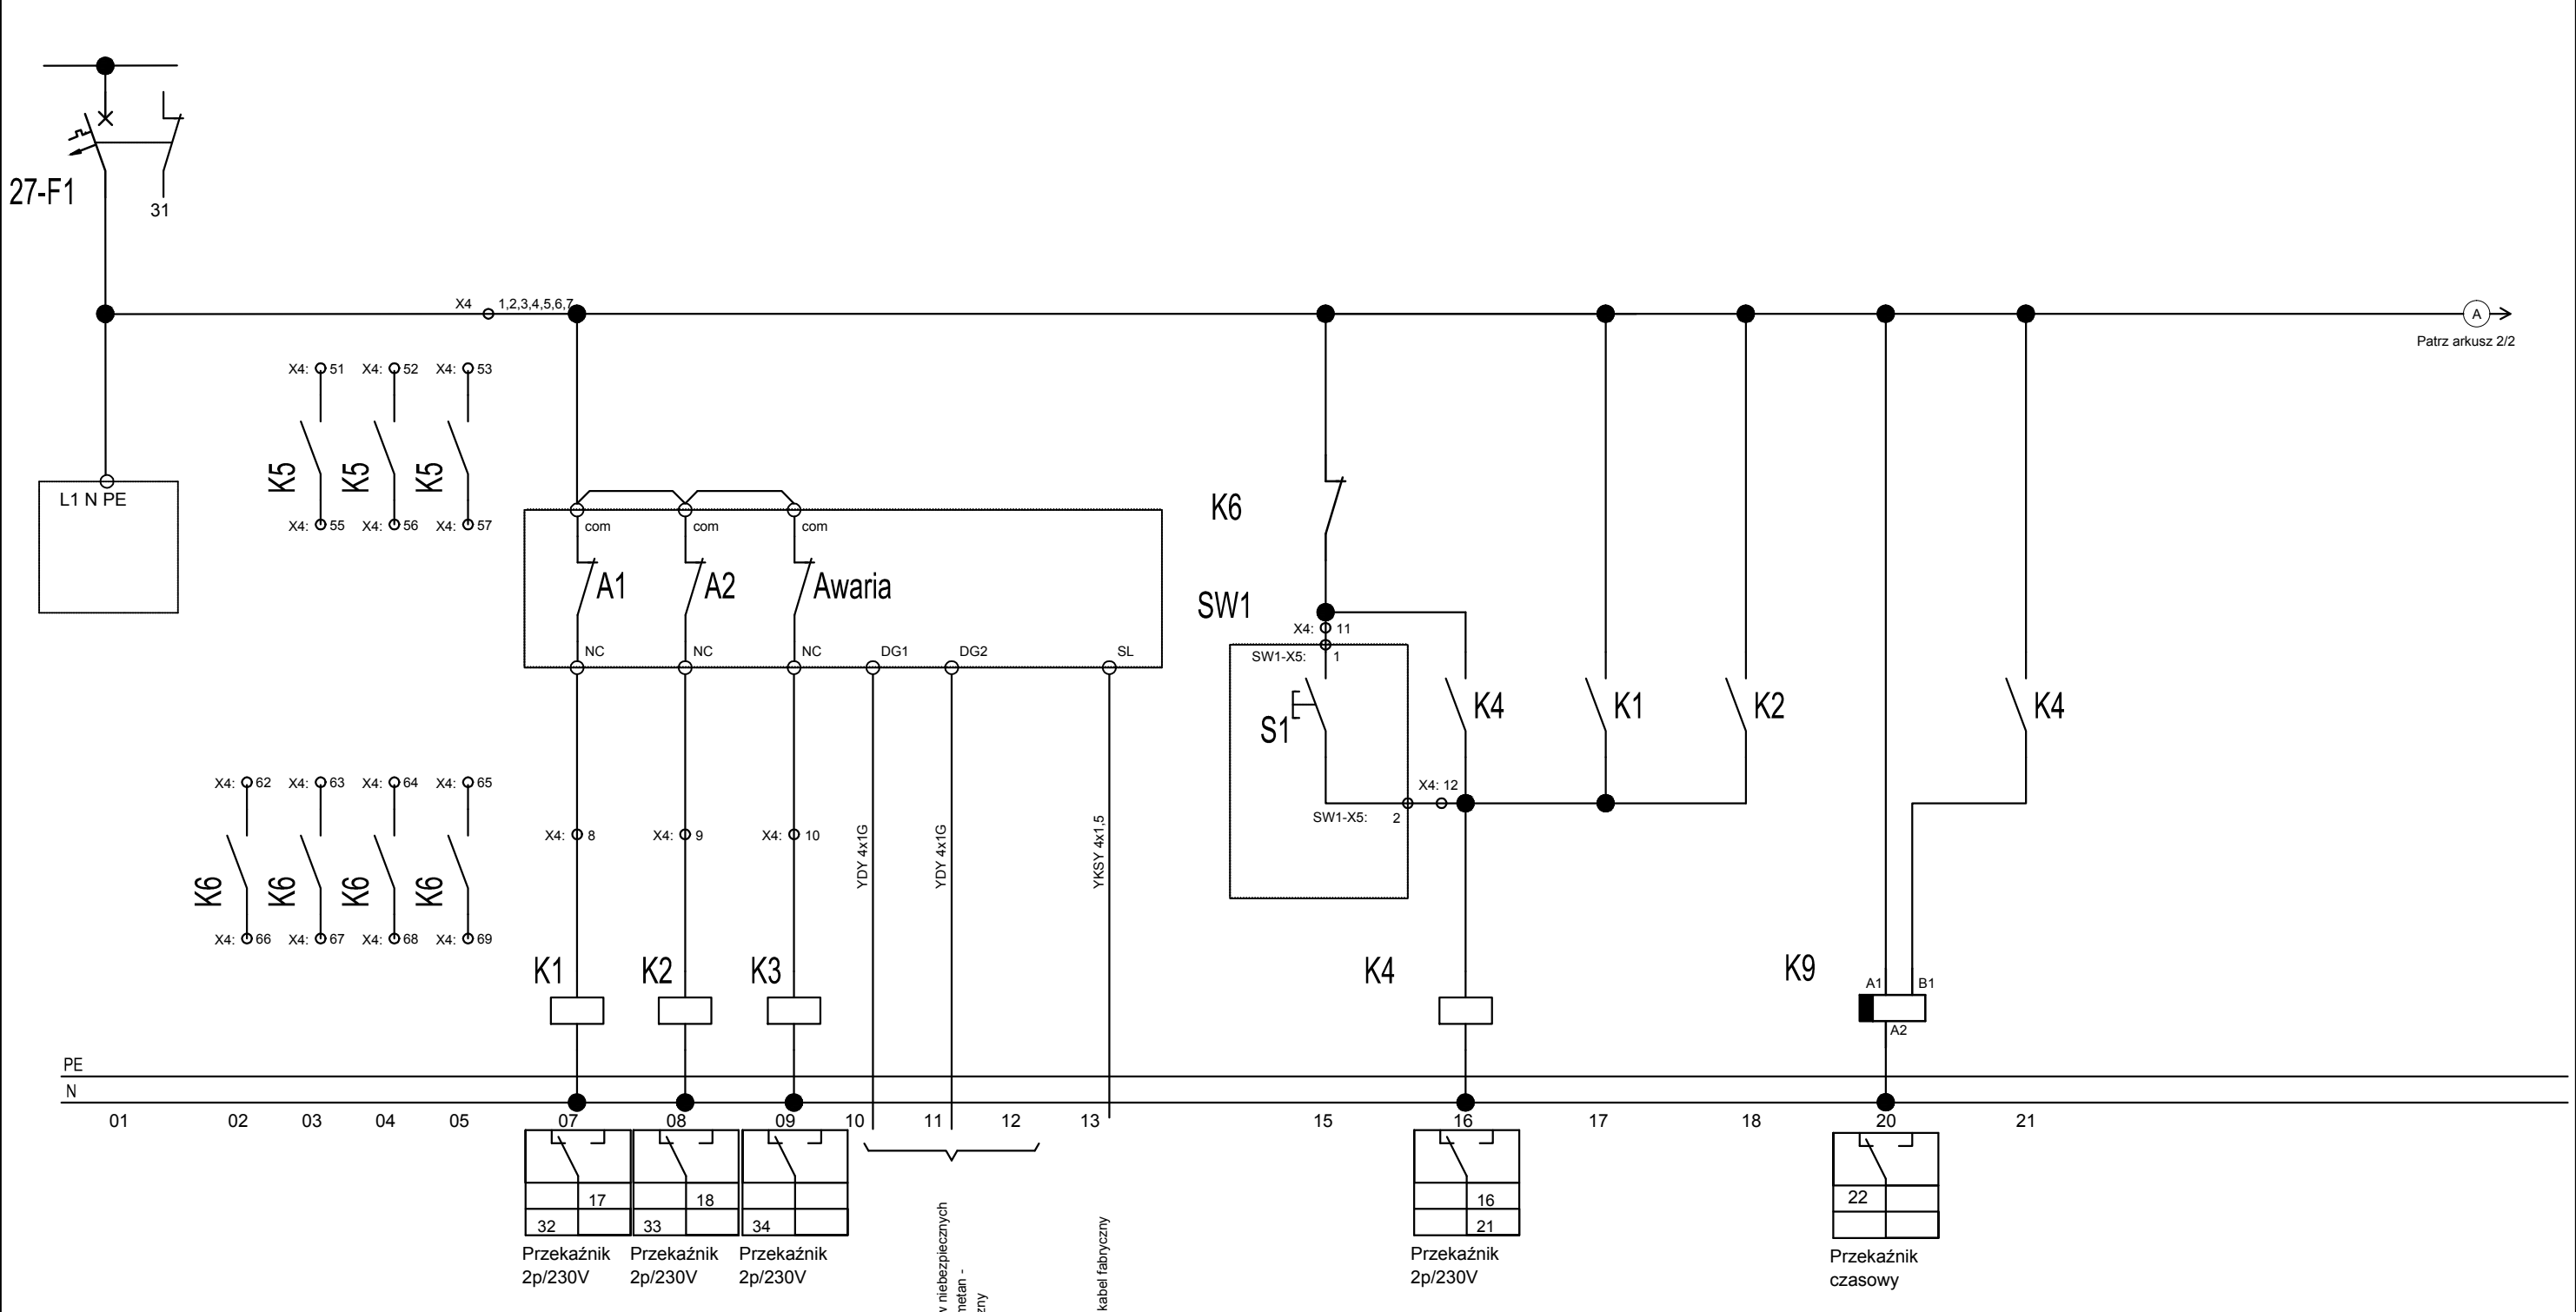 27-F1
31
X4 1,2,3,4,5,6,7
A
Patrz arkusz 2/2
X4: 51 X4: 52 X4: 53
K5 K5 K5
X4: 55 X4: 56 X4: 57
L1 N PE
com com com
A1 A2 Awaria
NC NC NC DG1 DG2 SL
K6
SW1
X4: 11
SW1-X5: 1
S1
K4 K1 K2 K4
X4: 12
SW1-X5: 2
X4: 62 X4: 63 X4: 64 X4: 65
K6 K6 K6 K6
X4: 66 X4: 67 X4: 68 X4: 69
X4: 8 X4: 9 X4: 10
YDY 4x1G
YDY 4x1G
YKSY 4x1,5
K1 K2 K3 K4 K9
A1 B1
A2
PE
N
01 02 03 04 05 07 08 09 10 11 12 13 15 16 17 18 20 21
17 18 16 22
32 33 34 21
Przekaźnik
2p/230V
Przekaźnik
2p/230V
Przekaźnik
2p/230V
w niebezpiecznych
metan -
kabel fabryczny
Przekaźnik
2p/230V
Przekaźnik
czasowy